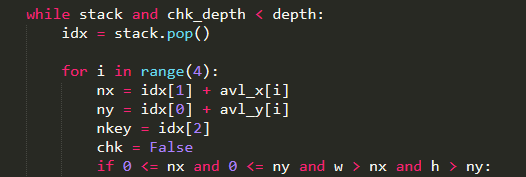 while stack and chk_depth < depth:
    idx = stack.pop()
    for i in range(4):
        nx = idx[1] + avl_x[i]
        ny = idx[0] + avl_y[i]
        nkey = idx[2]
        chk = False
        if 0 <= nx and 0 <= ny and w > nx and h > ny: